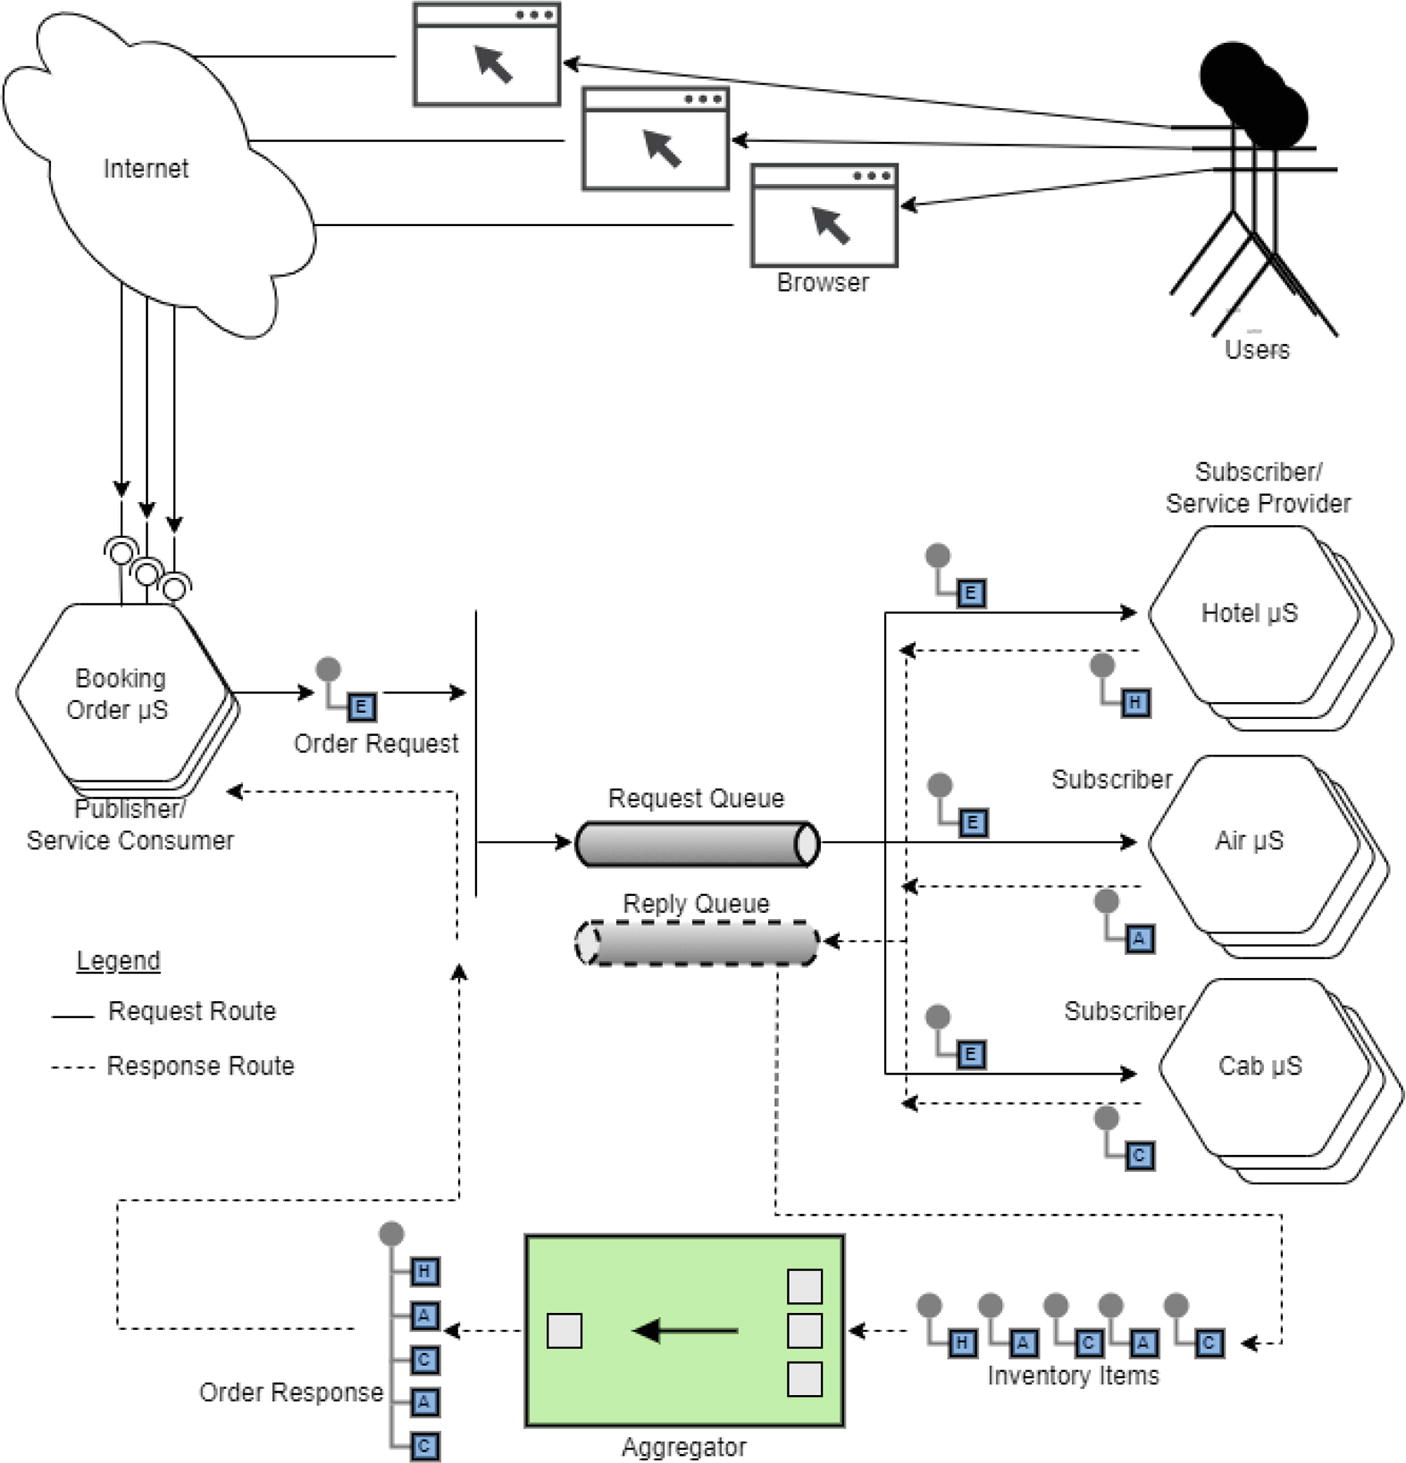 Internet
Browser
Users
Subscriber/
Service Provider
E
Hotel µS
H
Booking
Order µS
E
Order Request
Publisher/
Service Consumer
Request Queue
Reply Queue
Subscriber
E
Air µS
A
Subscriber
E
Cab µS
C
Legend
Request Route
Response Route
H
A
C
A
C
Order Response
Aggregator
H A C A C
Inventory Items